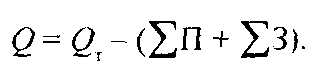 Q = Qт – (∑П + ∑З).